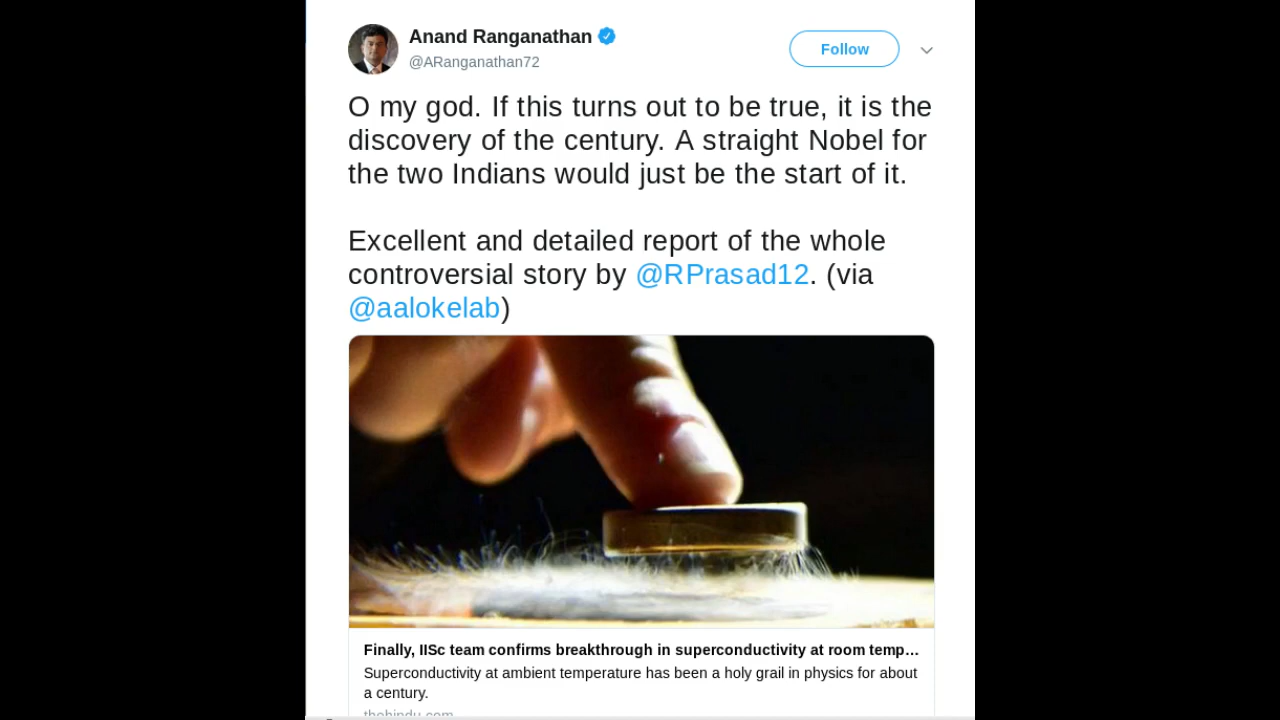 Anand Ranganathan
@ARanganathan72
Follow
O my god. If this turns out to be true, it is the
discovery of the century. A straight Nobel for
the two Indians would just be the start of it.
Excellent and detailed report of the whole
controversial story by @RPrasad12. (via
@aalokelab)
Finally, IISc team confirms breakthrough in superconductivity at room temp...
Superconductivity at ambient temperature has been a holy grail in physics for about
a century.
thehindu.com